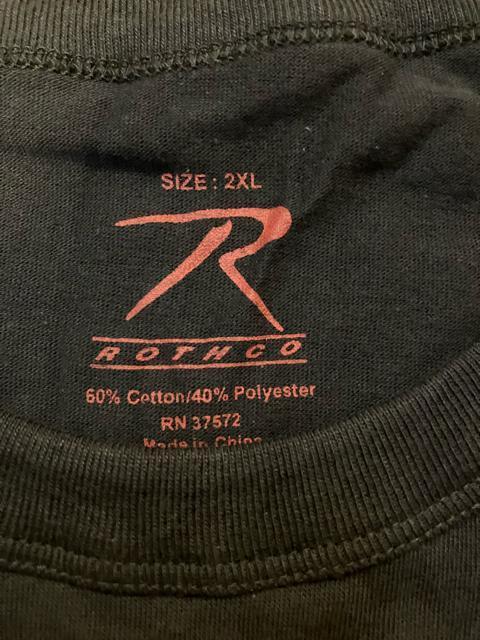 SIZE : 2XL
R
ROTHCO
60% Cotton/40% Polyester
RN 37572
Made in China